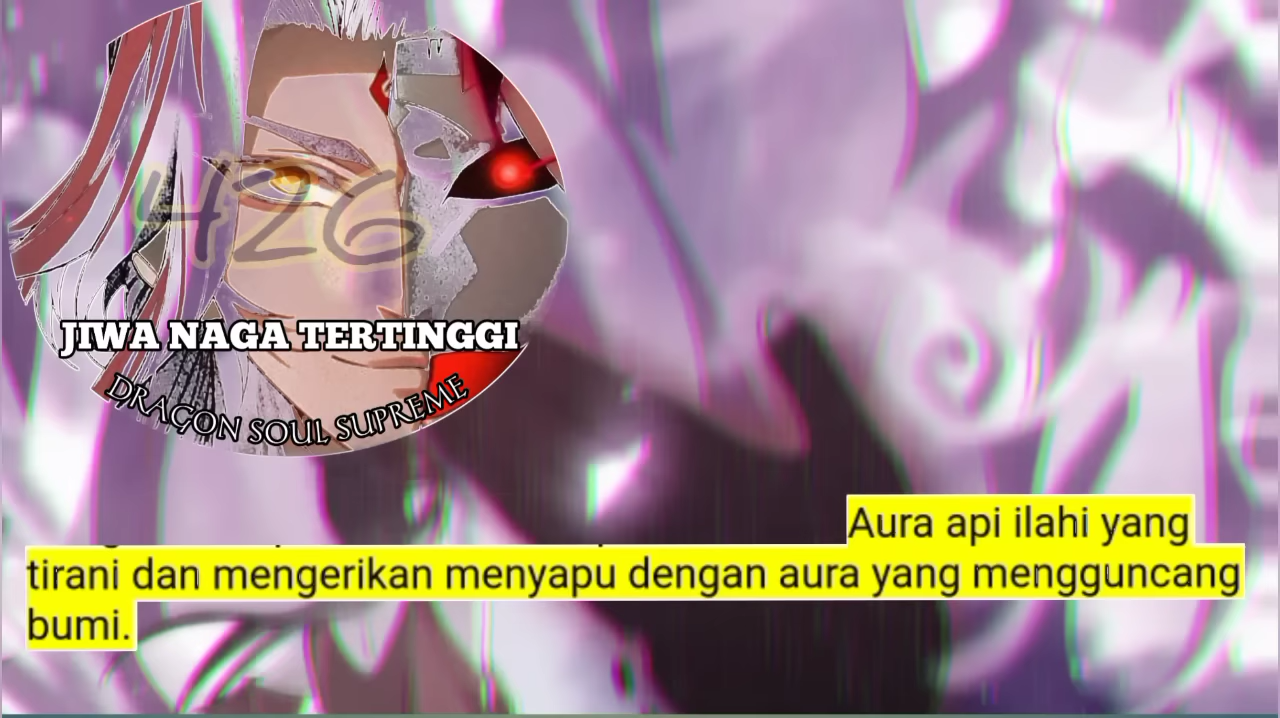 426
JIWA NAGA TERTINGGI
DRAGON SOUL SUPREME
Aura api ilahi yang
tirani dan mengerikan menyapu dengan aura yang mengguncang
bumi.